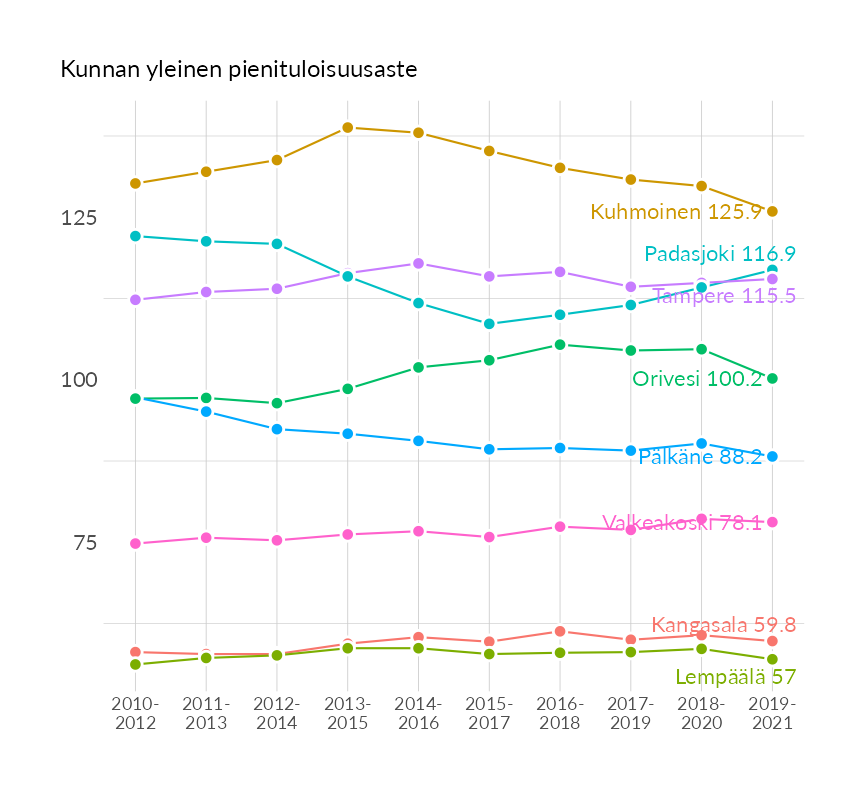 Kunnan yleinen pienituloisuusaste
125
100
75
Kuhmoinen 125.9
Padasjoki 116.9
Tampere 115.5
Orivesi 100.2
Pälkäne 88.2
Valkeakoski 78.1
Kangasala 59.8
Lempäälä 57
2010- 2011- 2012- 2013- 2014- 2015- 2016- 2017- 2018- 2019-
2012 2013 2014 2015 2016 2017 2018 2019 2020 2021